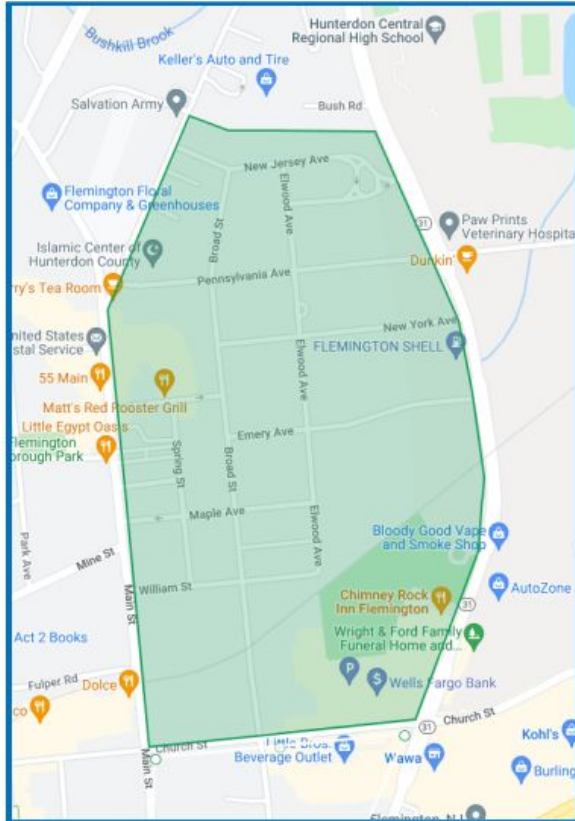 Bushkill Brook
Hunterdon Central
Regional High School
Keller's Auto and Tire
Salvation Army
Bush Rd
New Jersey Ave
Elwood Ave
Flemington Floral
Company & Greenhouses
Broad St
31
Paw Prints
Veterinary Hospita
Islamic Center of
Hunterdon County
Dunkin'
Pennsylvania Ave
rry's Tea Room
New York Ave
nited States
stal Service
FLEMINGTON SHELL
55 Main
Elwood Ave
Matt's Red Rooster Grill
Little Egypt Oasis
Flemington
orough Park
Emery Ave
Spring St
Broad St
Maple Ave
Elwood Ave
Park Ave
Mine St
Bloody Good Vape
and Smoke Shop
William St
Main St
Chimney Rock
Inn Flemington
AutoZone
31
Act 2 Books
Wright & Ford Family
Funeral Home and...
P
Fulper Rd
Dolce
$
Wells Fargo Bank
co
31
Church St
Church St
Main St
Little Bros.
Beverage Outlet
Wawa
Kohl's
Burling
Flemington, NJ